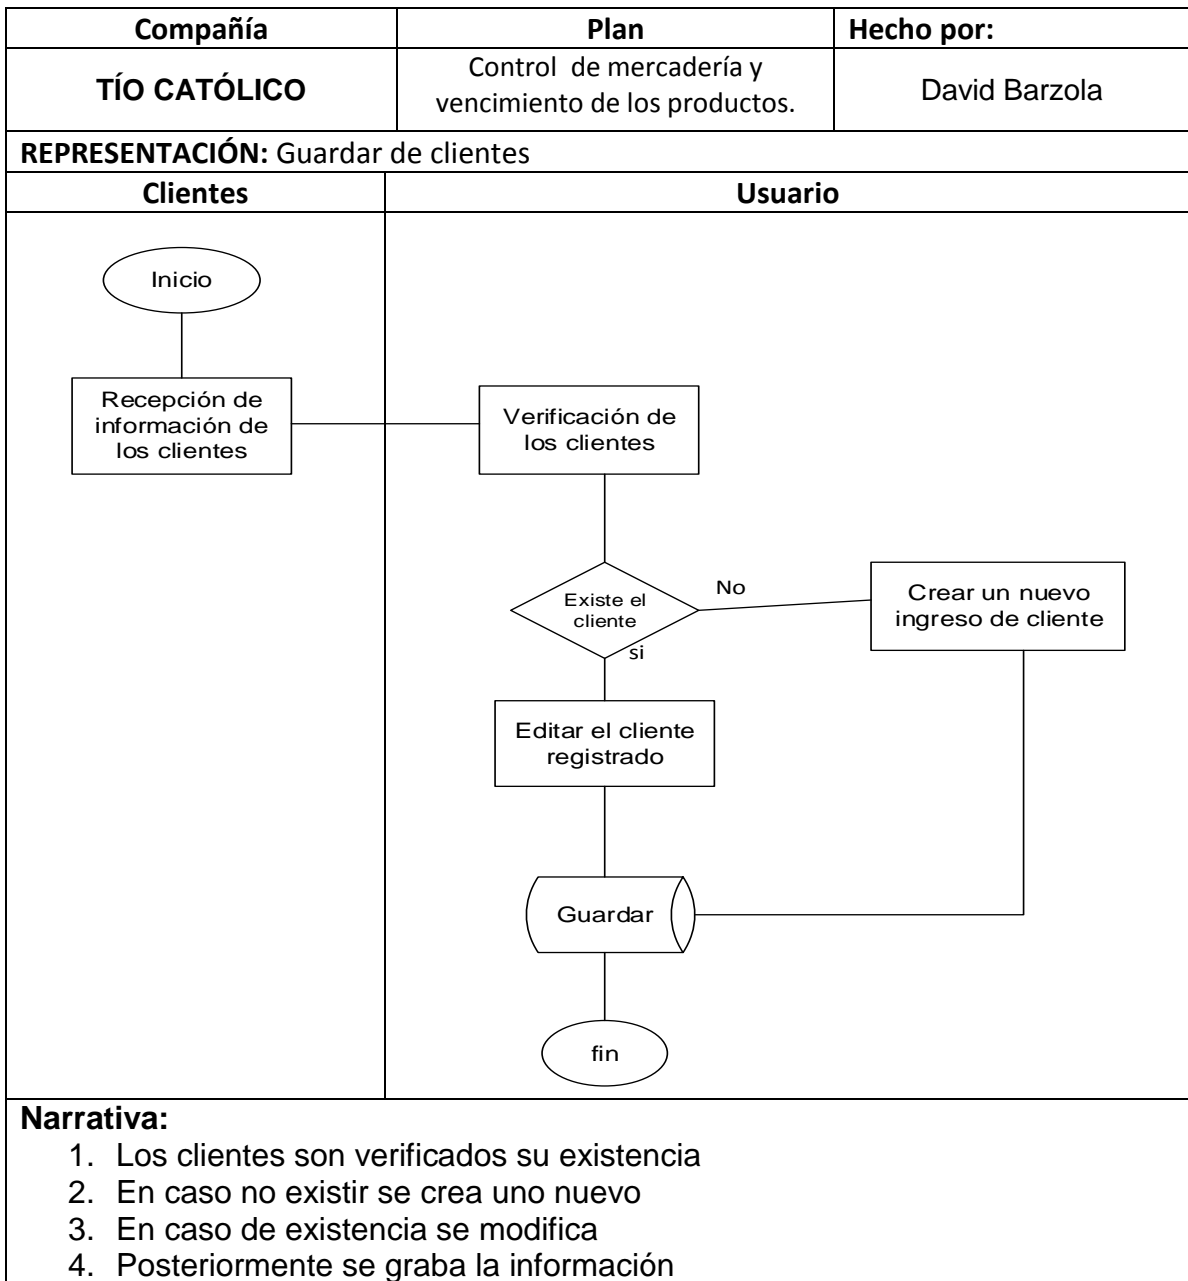 Compañía
Plan
Hecho por:
TÍO CATÓLICO
Control de mercadería y
vencimiento de los productos.
David Barzola
REPRESENTACIÓN: Guardar de clientes
Clientes
Usuario
Inicio
Recepción de
información de
los clientes
Verificación de
los clientes
Existe el
cliente
No
Crear un nuevo
ingreso de cliente
si
Editar el cliente
registrado
Guardar
fin
Narrativa:
1. Los clientes son verificados su existencia
2. En caso no existir se crea uno nuevo
3. En caso de existencia se modifica
4. Posteriormente se graba la información